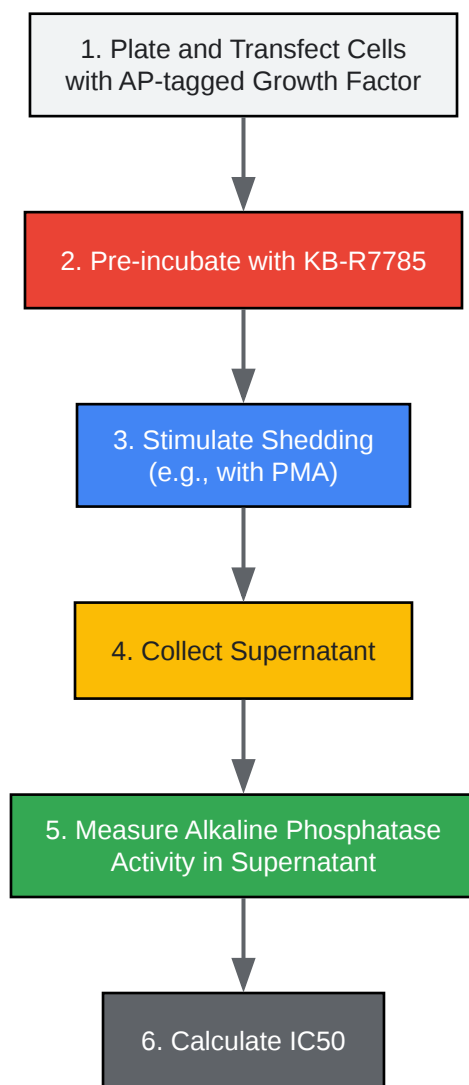 1. Plate and Transfect Cells
with AP-tagged Growth Factor
2. Pre-incubate with KB-R7785
3. Stimulate Shedding
(e.g., with PMA)
4. Collect Supernatant
5. Measure Alkaline Phosphatase
Activity in Supernatant
6. Calculate IC50